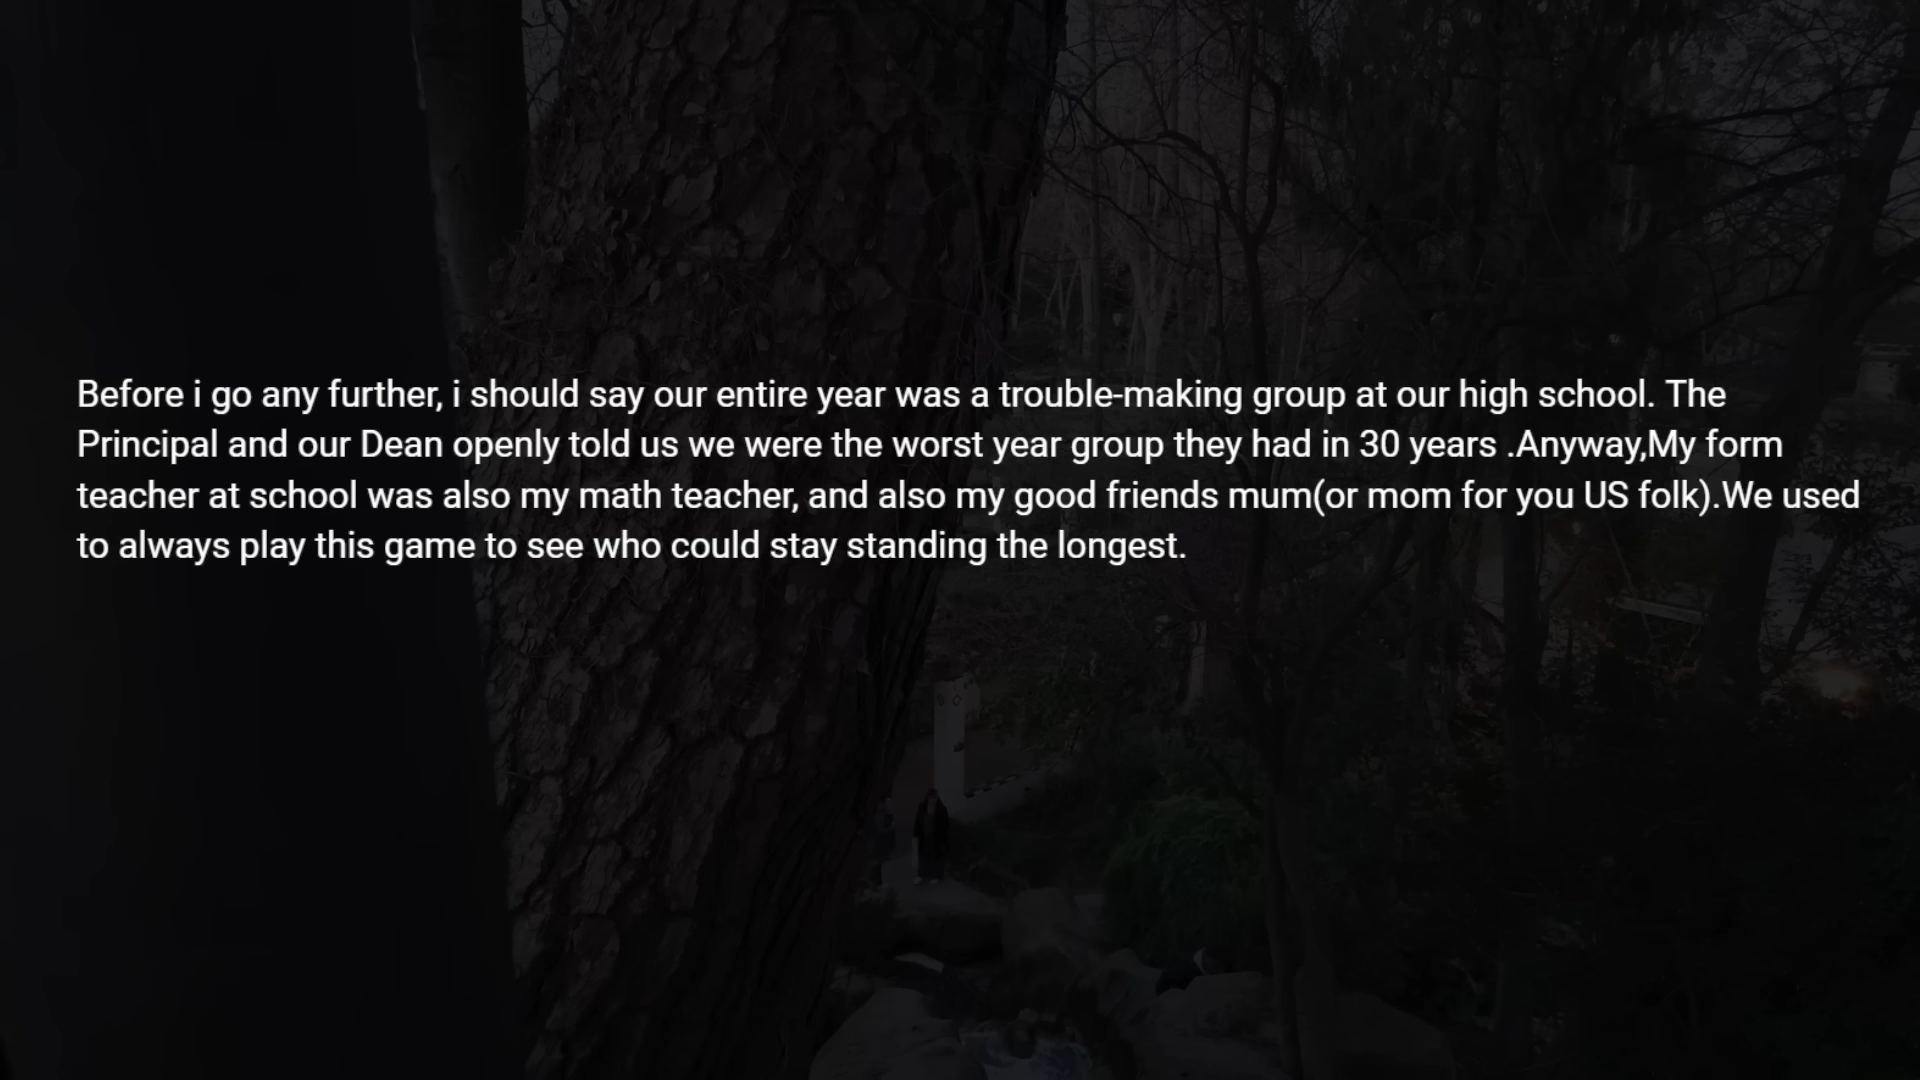 Before i go any further, i should say our entire year was a trouble-making group at our high school. The
Principal and our Dean openly told us we were the worst year group they had in 30 years .Anyway,My form
teacher at school was also my math teacher, and also my good friends mum(or mom for you US folk).We used
to always play this game to see who could stay standing the longest.